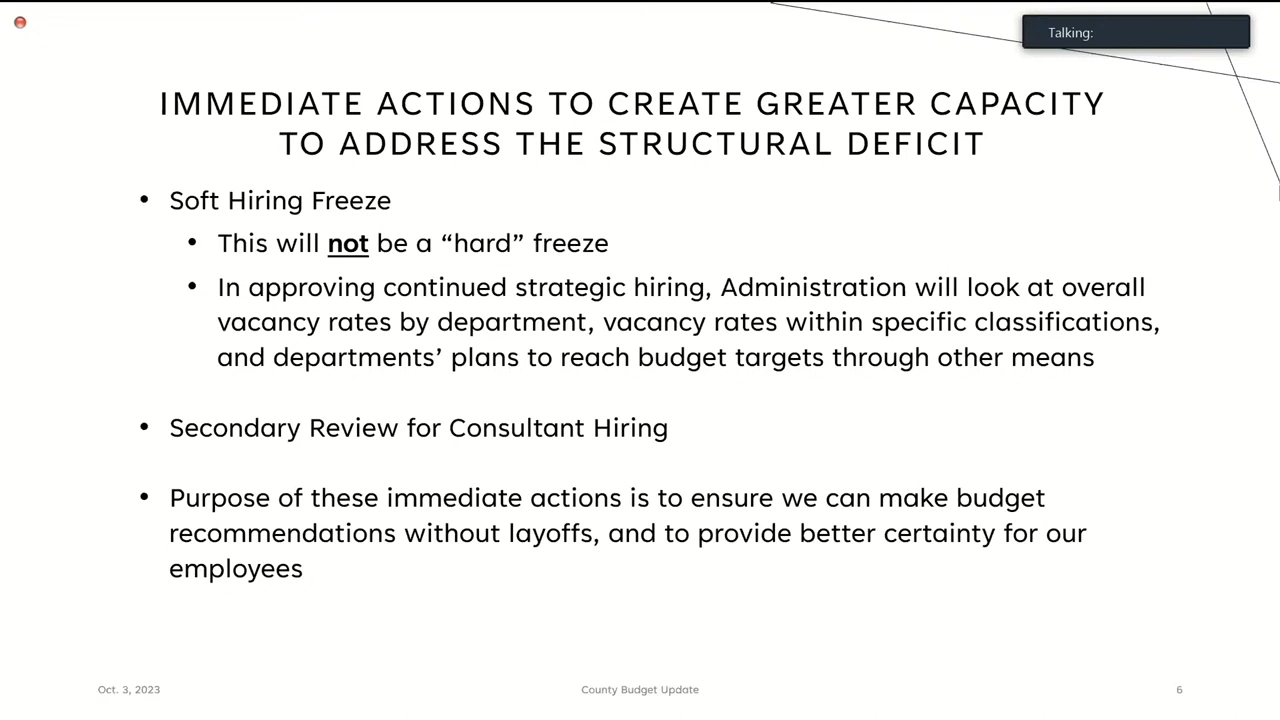 Talking:
IMMEDIATE ACTIONS TO CREATE GREATER CAPACITY
TO ADDRESS THE STRUCTURAL DEFICIT
• Soft Hiring Freeze
• This will not be a “hard” freeze
• In approving continued strategic hiring, Administration will look at overall
vacancy rates by department, vacancy rates within specific classifications,
and departments’ plans to reach budget targets through other means
• Secondary Review for Consultant Hiring
• Purpose of these immediate actions is to ensure we can make budget
recommendations without layoffs, and to provide better certainty for our
employees
Oct. 3, 2023
County Budget Update
6